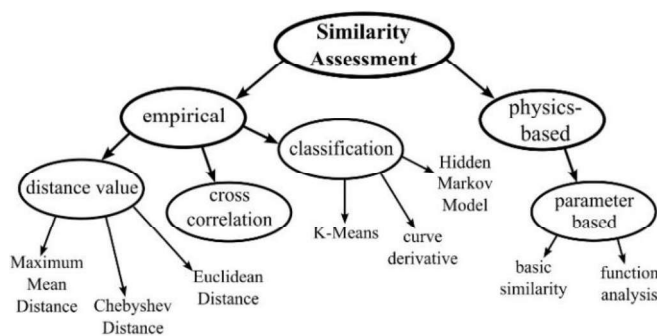 Similarity
Assessment
empirical
physics-
based
distance value
cross
correlation
classification
Hidden
Markov
Model
parameter
based
K-Means
curve
derivative
Maximum
Mean
Distance
Chebyshev
Distance
Euclidean
Distance
basic
similarity
function
analysis